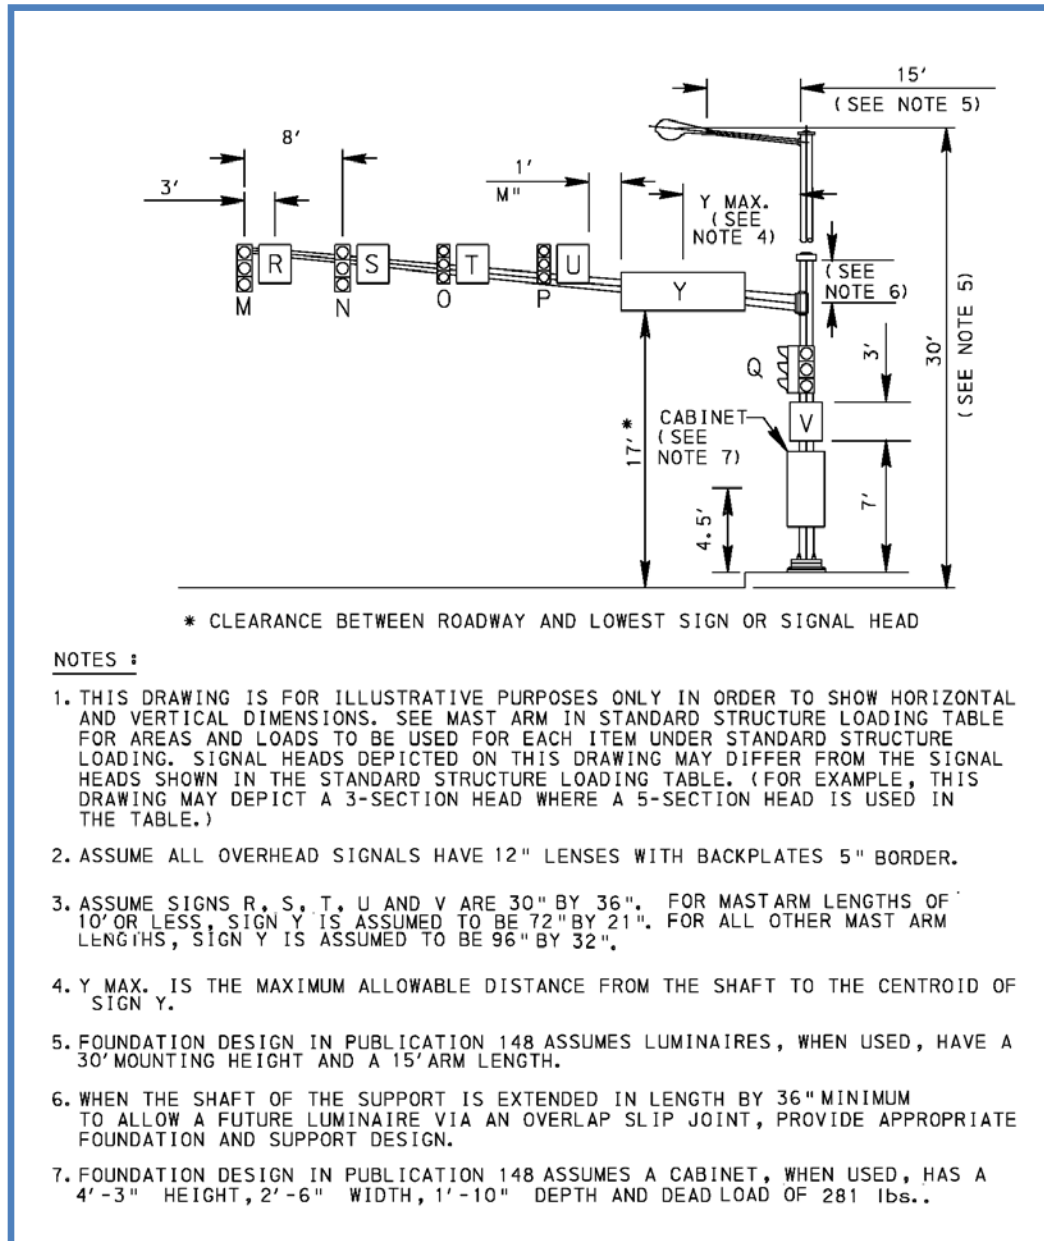 15'
(SEE NOTE 5)
8'
3'
1'
M"
Y MAX.
(SEE
NOTE 4)
(SEE
NOTE 6)
R
S
T
U
Y
M
N
O
P
Q
V
3'
30'
(SEE NOTE 5)
17'*
CABINET
(SEE
NOTE 7)
4.5'
7'
* CLEARANCE BETWEEN ROADWAY AND LOWEST SIGN OR SIGNAL HEAD
NOTES :
1. THIS DRAWING IS FOR ILLUSTRATIVE PURPOSES ONLY IN ORDER TO SHOW HORIZONTAL
AND VERTICAL DIMENSIONS. SEE MAST ARM IN STANDARD STRUCTURE LOADING TABLE
FOR AREAS AND LOADS TO BE USED FOR EACH ITEM UNDER STANDARD STRUCTURE
LOADING. SIGNAL HEADS DEPICTED ON THIS DRAWING MAY DIFFER FROM THE SIGNAL
HEADS SHOWN IN THE STANDARD STRUCTURE LOADING TABLE. (FOR EXAMPLE, THIS
DRAWING MAY DEPICT A 3-SECTION HEAD WHERE A 5-SECTION HEAD IS USED IN
THE TABLE.)
2. ASSUME ALL OVERHEAD SIGNALS HAVE 12" LENSES WITH BACKPLATES 5" BORDER.
3. ASSUME SIGNS R, S, T, U AND V ARE 30" BY 36". FOR MASTARM LENGTHS OF
10' OR LESS, SIGN Y IS ASSUMED TO BE 72" BY 21". FOR ALL OTHER MAST ARM
LENGTHS, SIGN Y IS ASSUMED TO BE 96" BY 32".
4. Y MAX. IS THE MAXIMUM ALLOWABLE DISTANCE FROM THE SHAFT TO THE CENTROID OF
SIGN Y.
5. FOUNDATION DESIGN IN PUBLICATION 148 ASSUMES LUMINAIRES, WHEN USED, HAVE A
30' MOUNTING HEIGHT AND A 15' ARM LENGTH.
6. WHEN THE SHAFT OF THE SUPPORT IS EXTENDED IN LENGTH BY 36" MINIMUM
TO ALLOW A FUTURE LUMINAIRE VIA AN OVERLAP SLIP JOINT, PROVIDE APPROPRIATE
FOUNDATION AND SUPPORT DESIGN.
7. FOUNDATION DESIGN IN PUBLICATION 148 ASSUMES A CABINET, WHEN USED, HAS A
4'-3" HEIGHT, 2'-6" WIDTH, 1'-10" DEPTH AND DEAD LOAD OF 281 lbs..